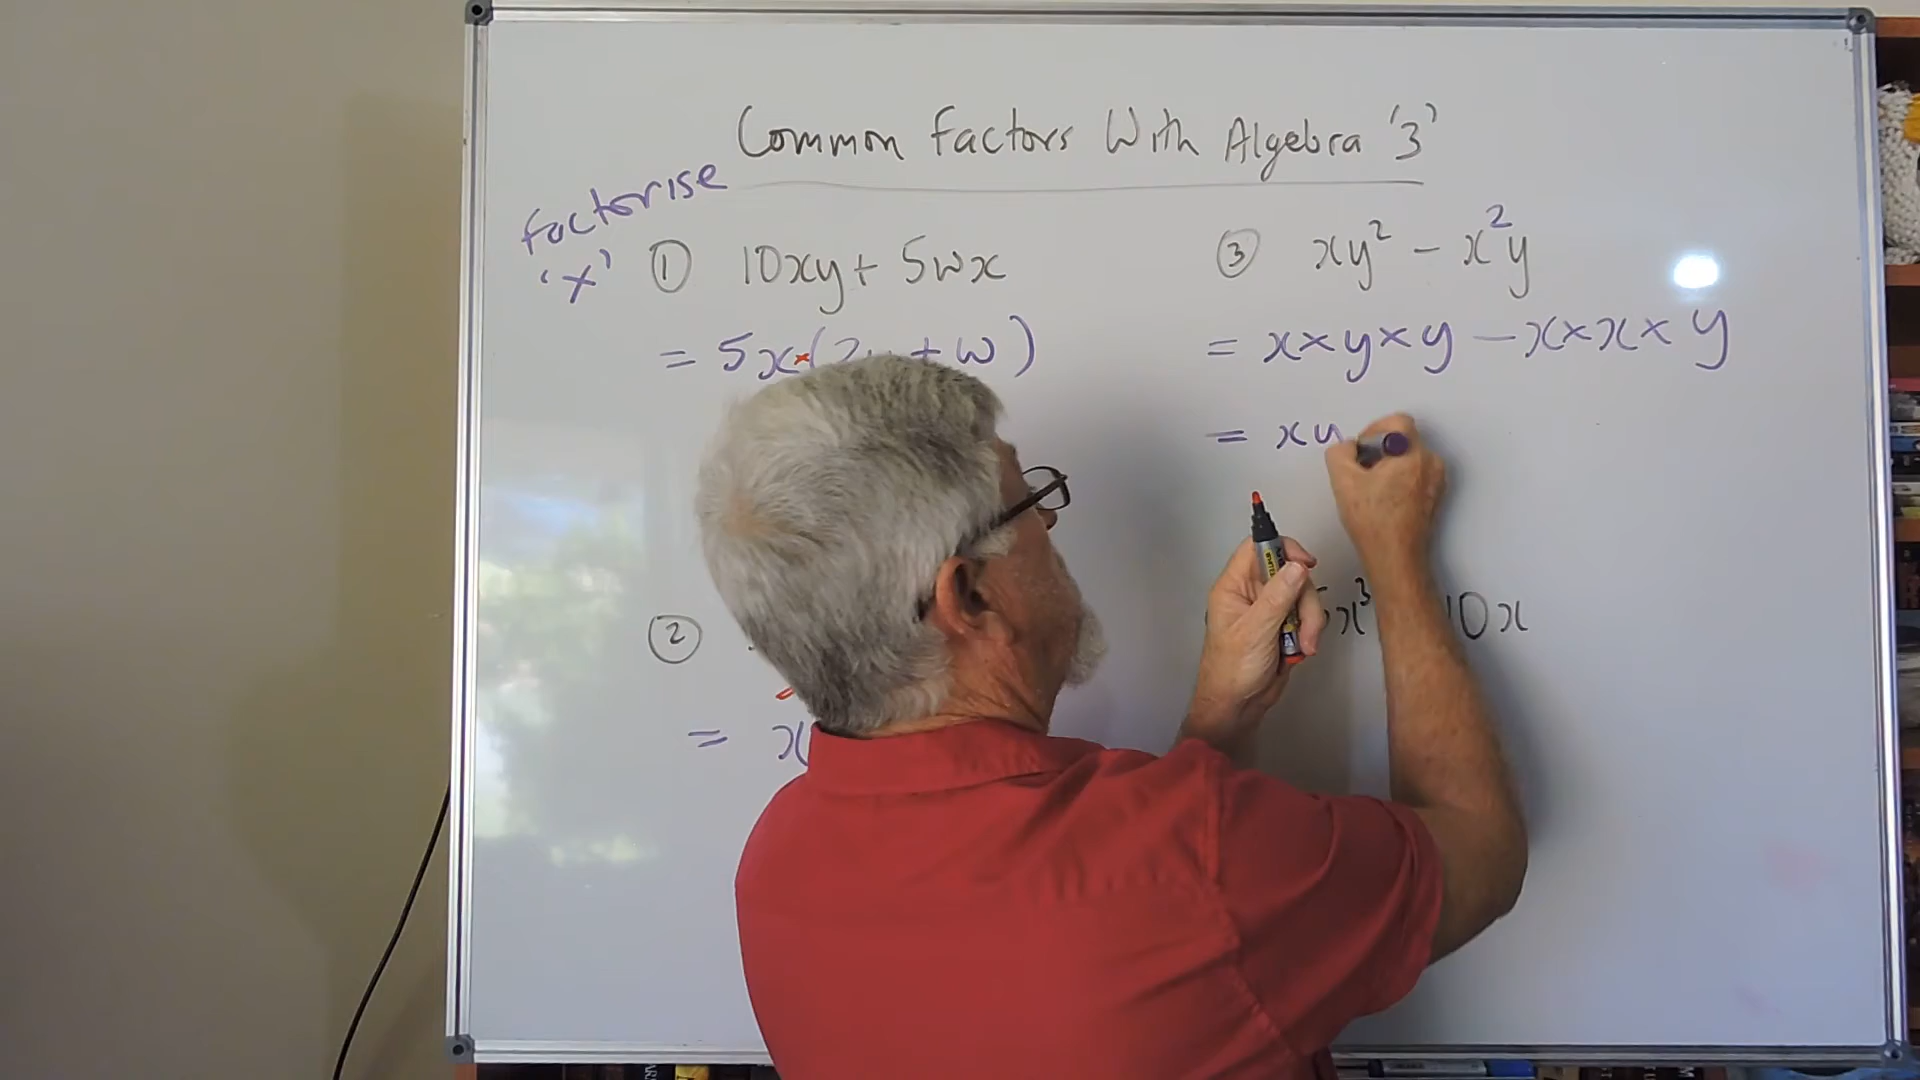 Common Factors With Algebra '3'
factorise
'x'
① 10xy + 5wx
= 5x×(2y + w)
②
= x(
③ xy² - x²y
= x×y×y - x×x×y
= xy
5x³ 10x